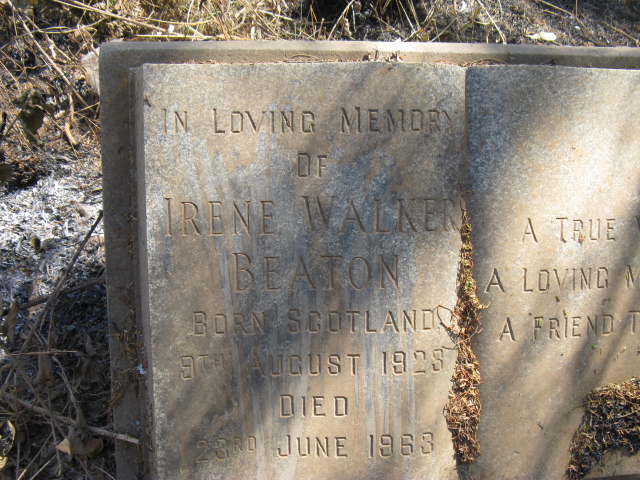 IN LOVING MEMORY
OF
IRENE WALKER
BEATON
BORN SCOTLAND
9TH AUGUST 1923
DIED
23RD JUNE 1963
A TRUE
A LOVING
A FRIEND